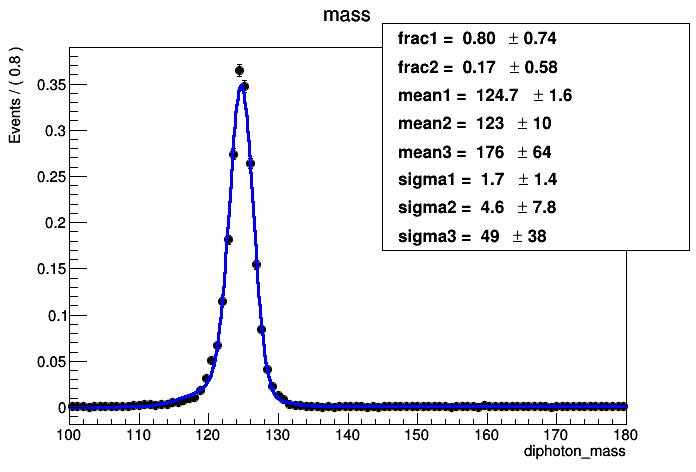 mass
frac1 = 0.80 ± 0.74
frac2 = 0.17 ± 0.58
mean1 = 124.7 ± 1.6
mean2 = 123 ± 10
mean3 = 176 ± 64
sigma1 = 1.7 ± 1.4
sigma2 = 4.6 ± 7.8
sigma3 = 49 ± 38
Events / ( 0.8 )
0.35
0.3
0.25
0.2
0.15
0.1
0.05
0
100 110 120 130 140 150 160 170 180
diphoton_mass